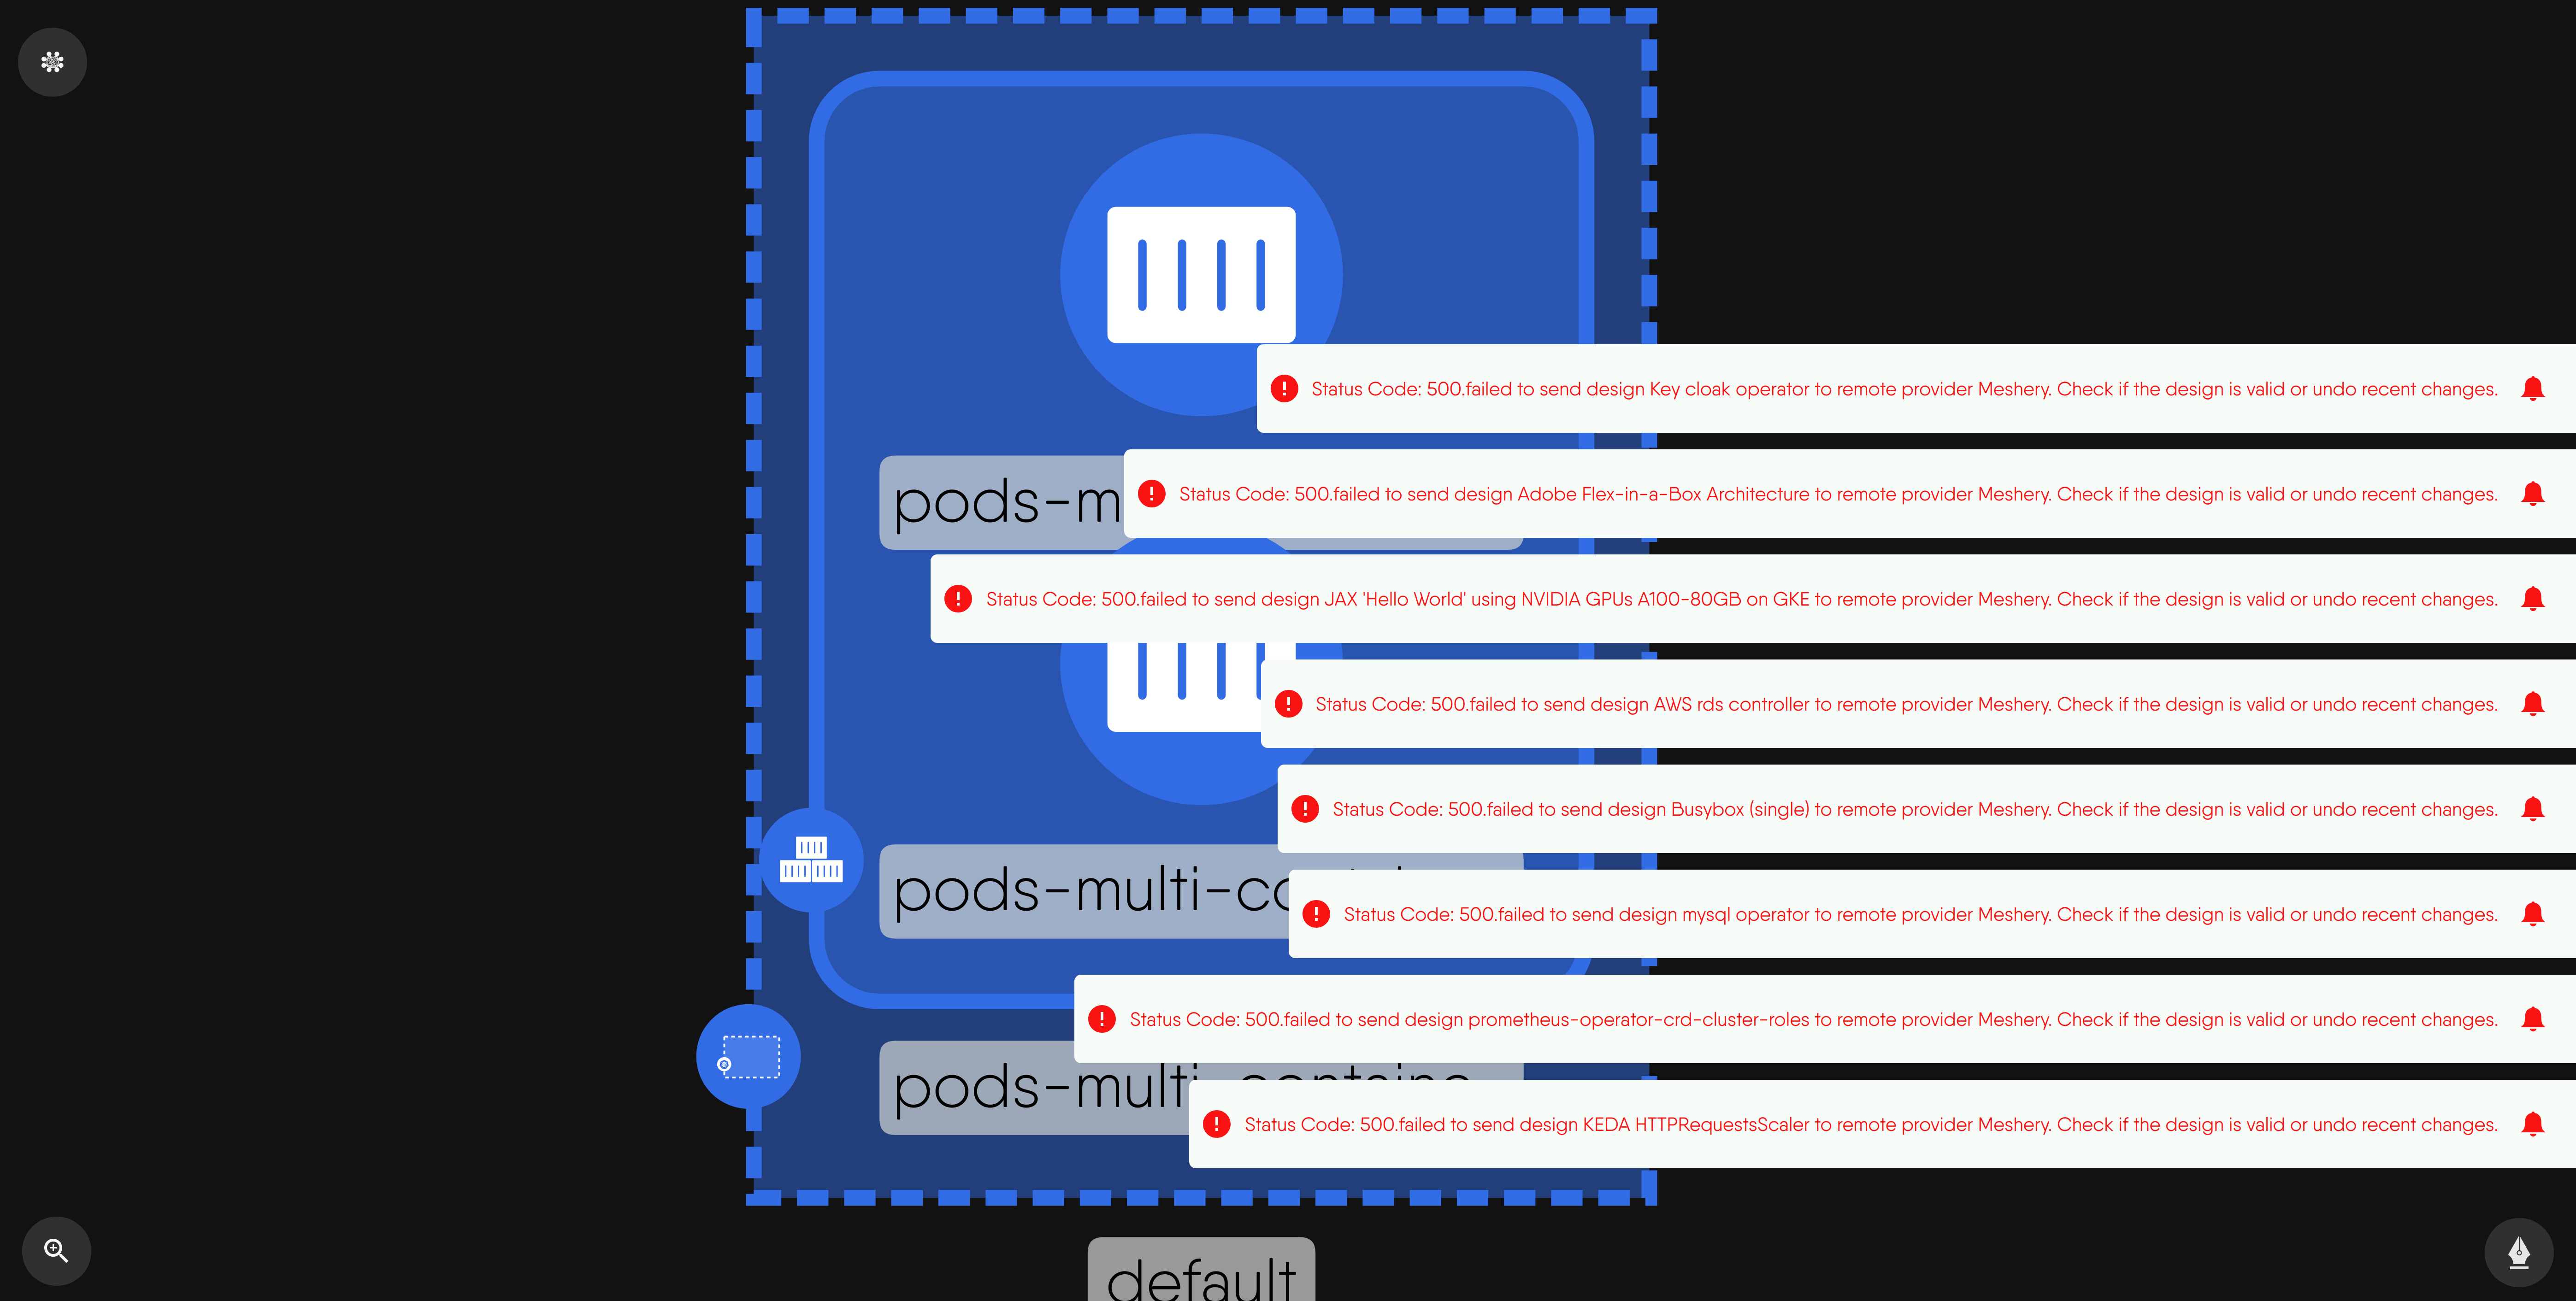 Status Code: 500.failed to send design Key cloak operator to remote provider Meshery. Check if the design is valid or undo recent changes.
pods-m
Status Code: 500.failed to send design Adobe Flex-in-a-Box Architecture to remote provider Meshery. Check if the design is valid or undo recent changes.
Status Code: 500.failed to send design JAX 'Hello World' using NVIDIA GPUs A100-80GB on GKE to remote provider Meshery. Check if the design is valid or undo recent changes.
Status Code: 500.failed to send design AWS rds controller to remote provider Meshery. Check if the design is valid or undo recent changes.
Status Code: 500.failed to send design Busybox (single) to remote provider Meshery. Check if the design is valid or undo recent changes.
pods-multi-co
Status Code: 500.failed to send design mysql operator to remote provider Meshery. Check if the design is valid or undo recent changes.
Status Code: 500.failed to send design prometheus-operator-crd-cluster-roles to remote provider Meshery. Check if the design is valid or undo recent changes.
pods-multi-containe
Status Code: 500.failed to send design KEDA HTTPRequestsScaler to remote provider Meshery. Check if the design is valid or undo recent changes.
default